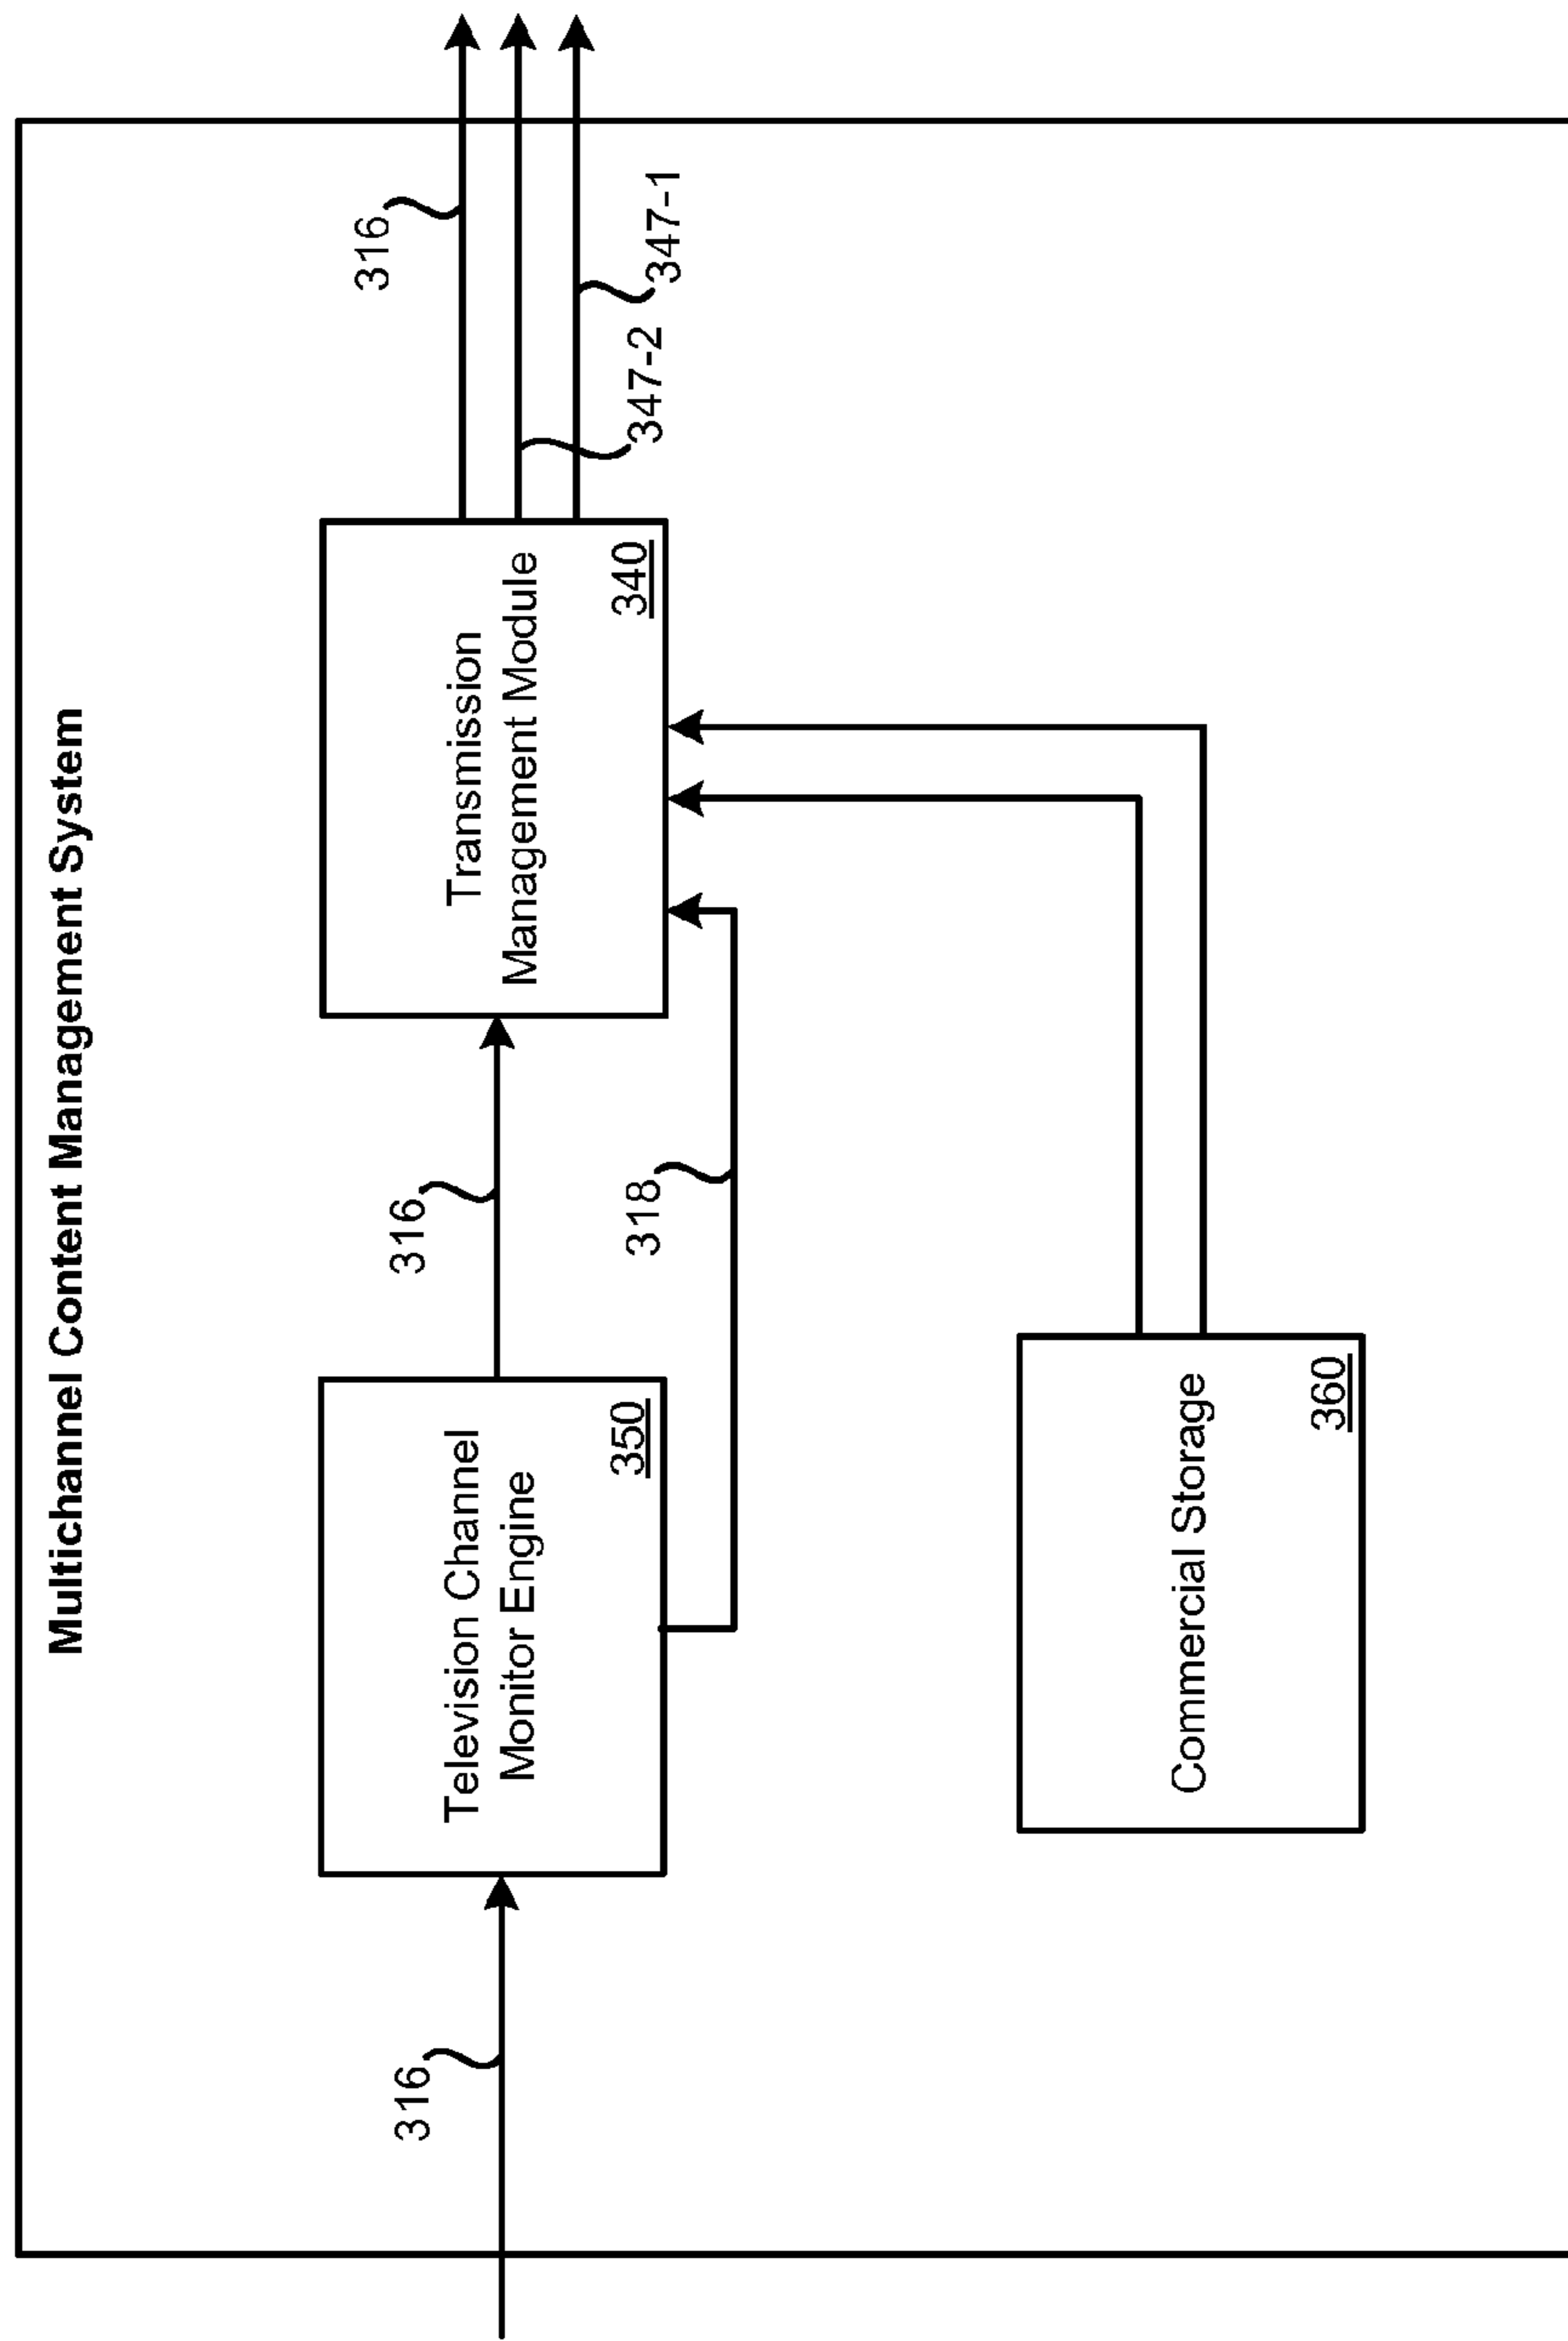 Multichannel Content Management System
316
Television Channel
Monitor Engine
350
316
318
Transmission
Management Module
340
316
347-2
347-1
Commercial Storage
360